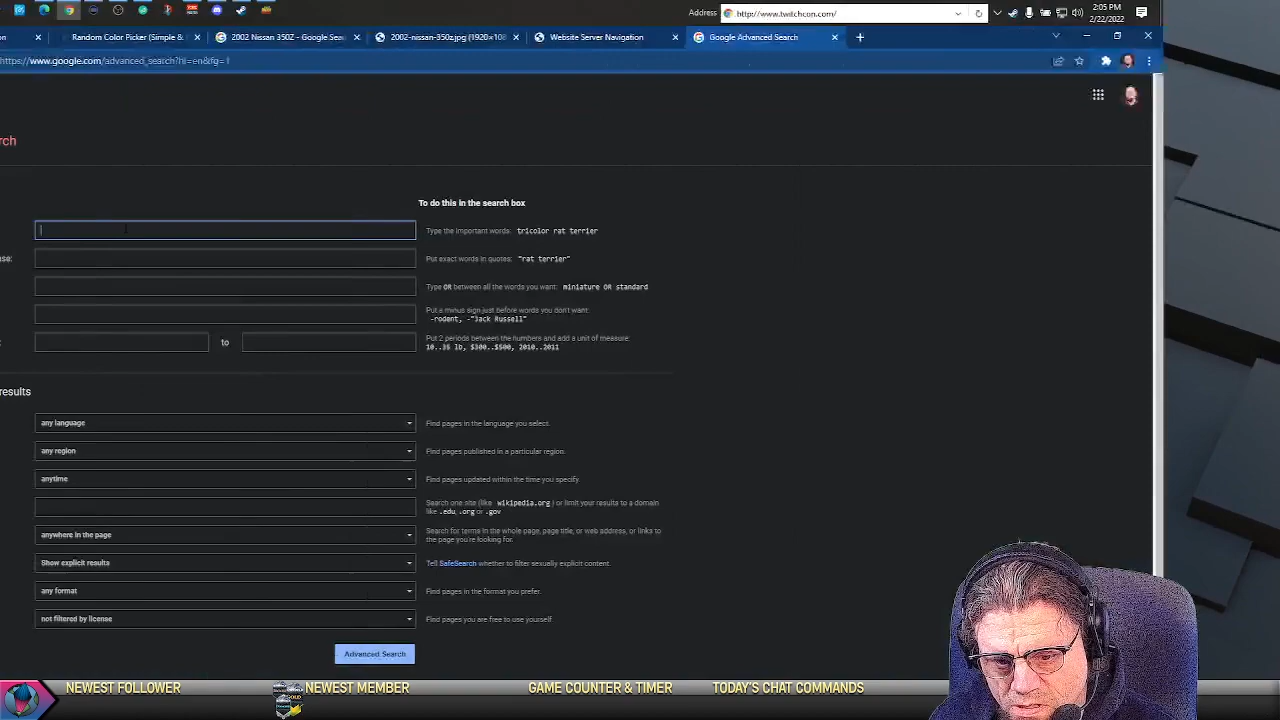 Address http://www.twitchcon.com/
2:05 PM
2/22/2022
on
Random Color Picker (Simple &
2002 Nissan 350Z - Google Sea
2002-nissan-350z.jpg (1920×108
Website Server Navigation
Google Advanced Search
https://www.google.com/advanced_search?hl=en&fg=1
rch
To do this in the search box
Type the important words: tricolor rat terrier
ase:
Put exact words in quotes: "rat terrier"
Type OR between all the words you want: miniature OR standard
Put a minus sign just before words you don't want:
-rodent, -"Jack Russell"
:
to
Put 2 periods between the numbers and add a unit of measure:
10..35 lb, $300..$500, 2010..2011
results
any language
Find pages in the language you select.
any region
Find pages published in a particular region.
anytime
Find pages updated within the time you specify.
Search one site (like wikipedia.org ) or limit your results to a domain
like .edu, .org or .gov
anywhere in the page
Search for terms in the whole page, page title, or web address, or links to
the page you're looking for.
Show explicit results
Tell SafeSearch whether to filter sexually explicit content.
any format
Find pages in the format you prefer.
not filtered by license
Find pages you are free to use yourself
Advanced Search
NEWEST FOLLOWER
NEWEST MEMBER
GAME COUNTER & TIMER
TODAY'S CHAT COMMANDS